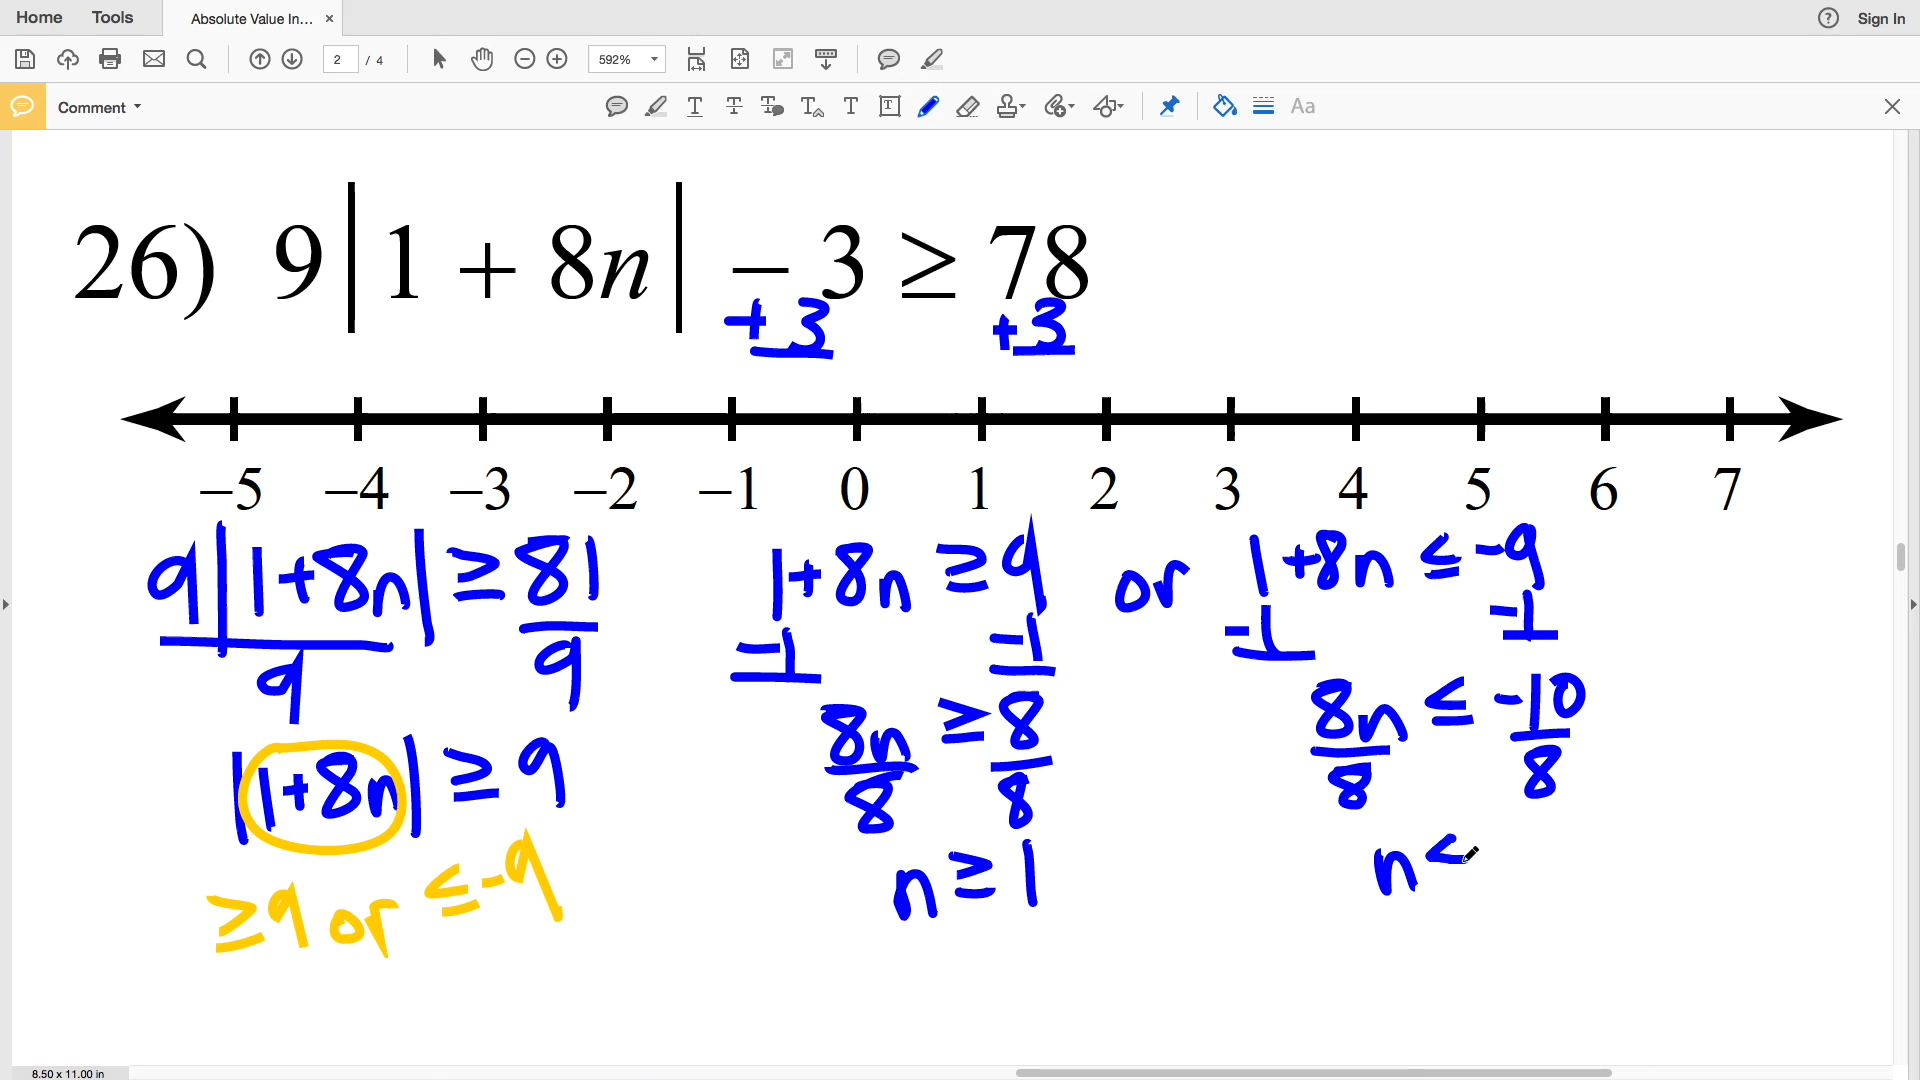 Home Tools Absolute Value In... × ? Sign In
2 / 4 592%
Comment Aa
26) 9|1 + 8n| − 3 ≥ 78
+3 +3
−5 −4 −3 −2 −1 0 1 2 3 4 5 6 7
9|1+8n| ≥ 81
9 9
|1+8n| ≥ 9
≥9 or ≤-9
1+8n ≥ 9
-1 -1
8n ≥ 8
8 8
n ≥ 1
or
1+8n ≤ -9
-1 -1
8n ≤ -10
8 8
n <
8.50 x 11.00 in